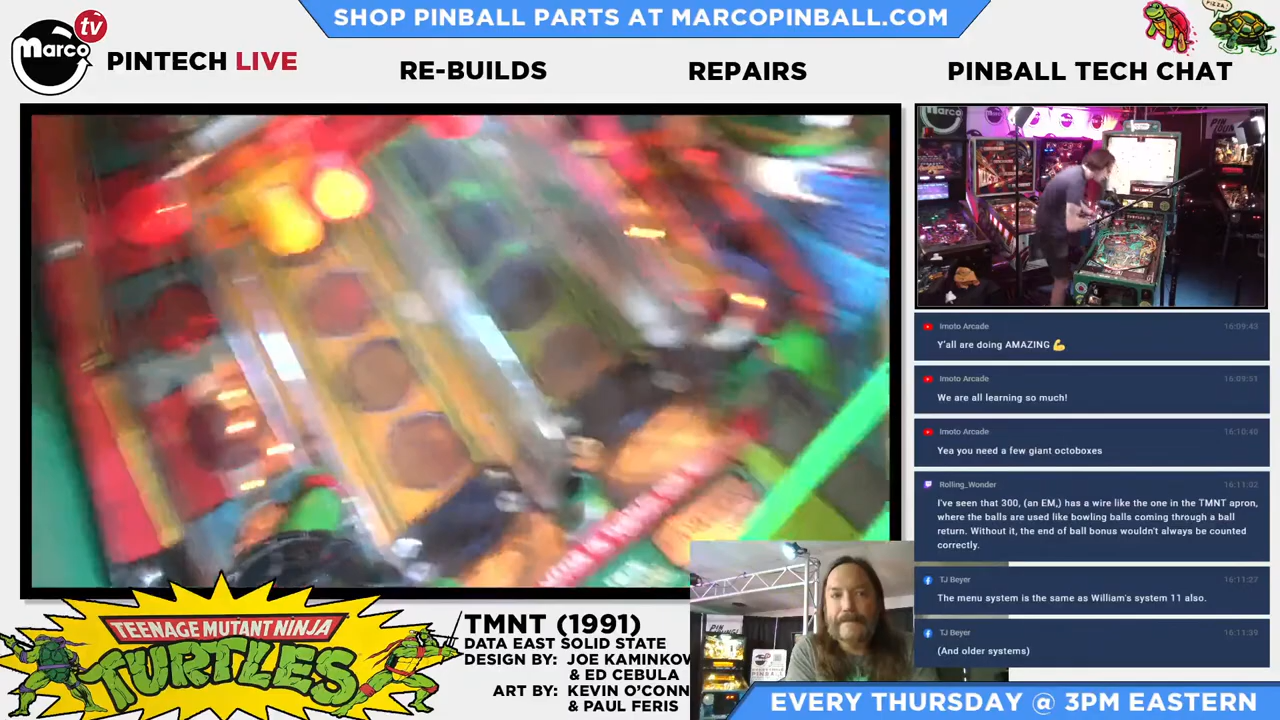 SHOP PINBALL PARTS AT MARCOPINBALL.COM
Marco tv
PINTECH LIVE
RE-BUILDS
REPAIRS
PINBALL TECH CHAT
PIZZA!
Imoto Arcade 16:09:43
Y'all are doing AMAZING 💪
Imoto Arcade 16:09:51
We are all learning so much!
Imoto Arcade 16:10:40
Yea you need a few giant octoboxes
Rolling_Wonder 16:11:02
I've seen that 300, (an EM,) has a wire like the one in the TMNT apron,
where the balls are used like bowling balls coming through a ball
return. Without it, the end of ball bonus wouldn't always be counted
correctly.
TJ Beyer 16:11:27
The menu system is the same as William's system 11 also.
TJ Beyer 16:11:39
(And older systems)
TEENAGE MUTANT NINJA
TURTLES
TMNT (1991)
DATA EAST SOLID STATE
DESIGN BY: JOE KAMINKOW
& ED CEBULA
ART BY: KEVIN O'CONN
& PAUL FERIS
EVERY THURSDAY @ 3PM EASTERN